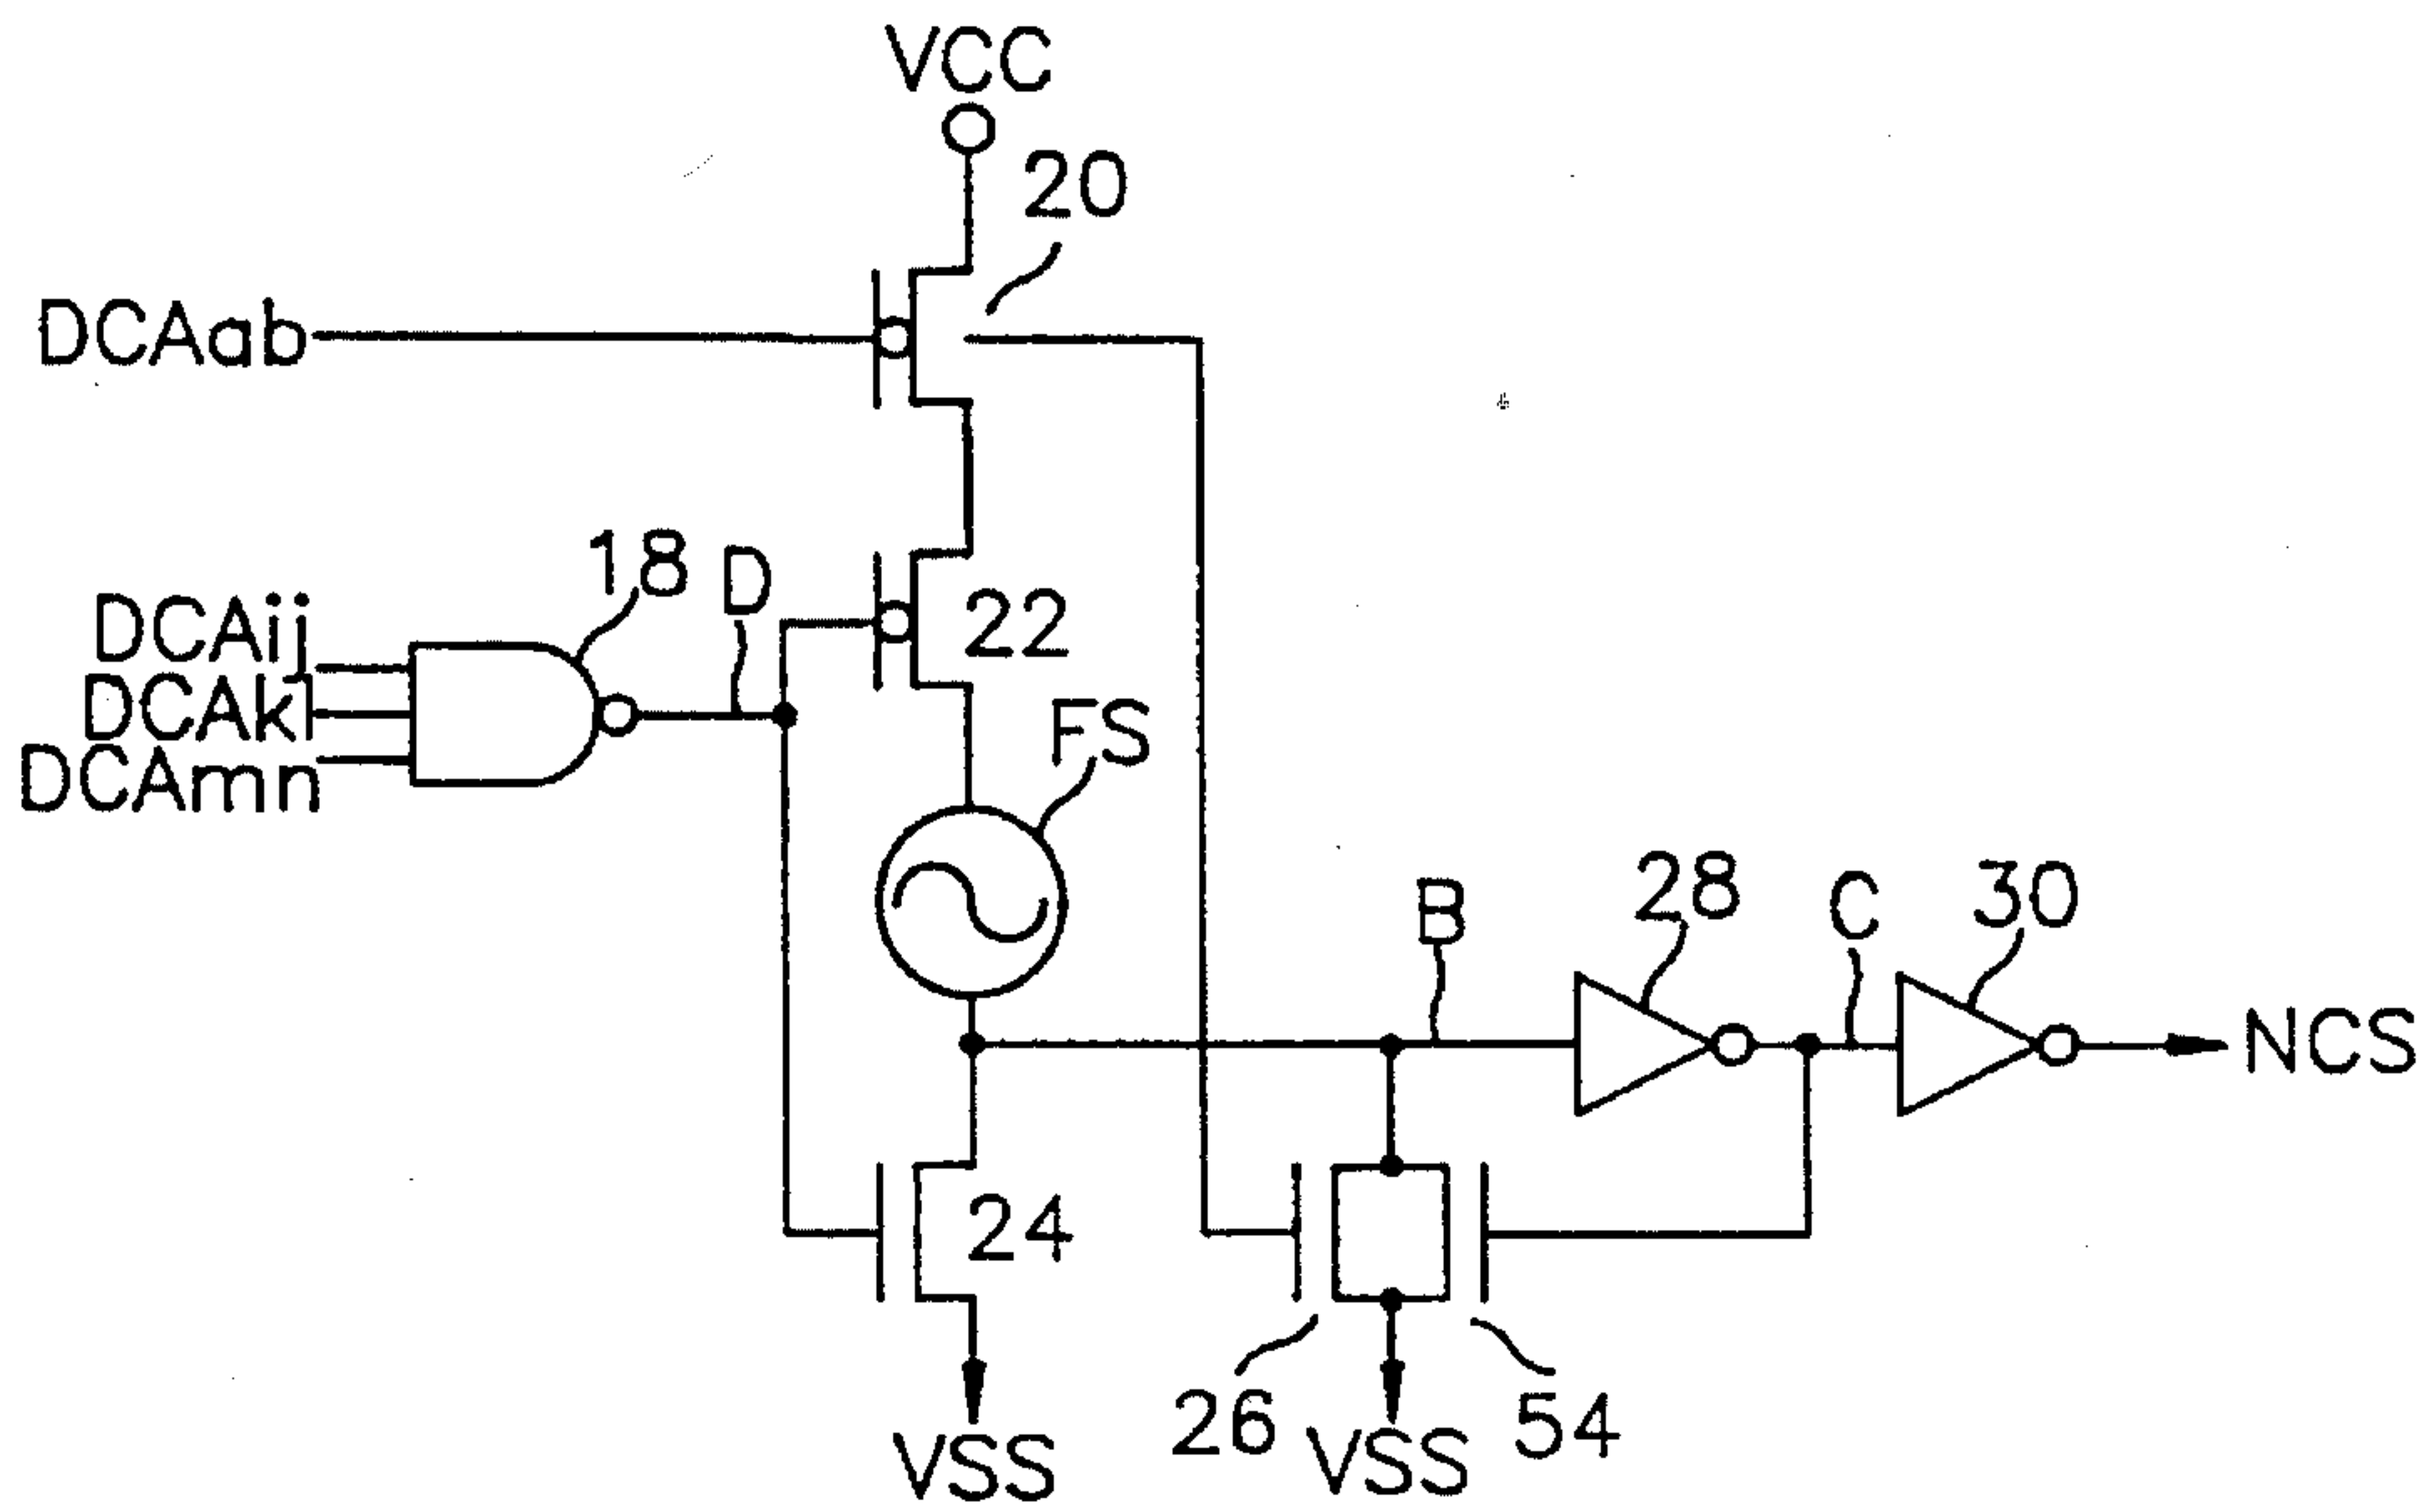 VCC
20
DCAab
18
D
DCAij
22
DCAkl
FS
DCAmn
B
28
C
30
NCS
24
26
54
VSS
VSS